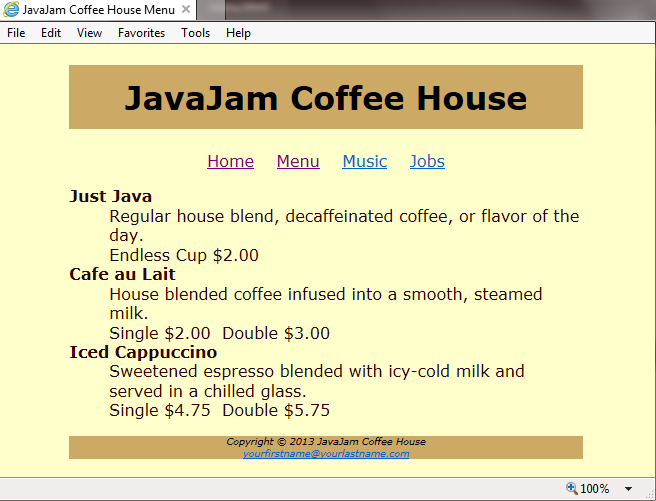 JavaJam Coffee House Menu
File Edit View Favorites Tools Help
JavaJam Coffee House
Home Menu Music Jobs
Just Java
Regular house blend, decaffeinated coffee, or flavor of the
day.
Endless Cup $2.00
Cafe au Lait
House blended coffee infused into a smooth, steamed
milk.
Single $2.00 Double $3.00
Iced Cappuccino
Sweetened espresso blended with icy-cold milk and
served in a chilled glass.
Single $4.75 Double $5.75
Copyright © 2013 JavaJam Coffee House
yourfirstname@yourlastname.com
100%